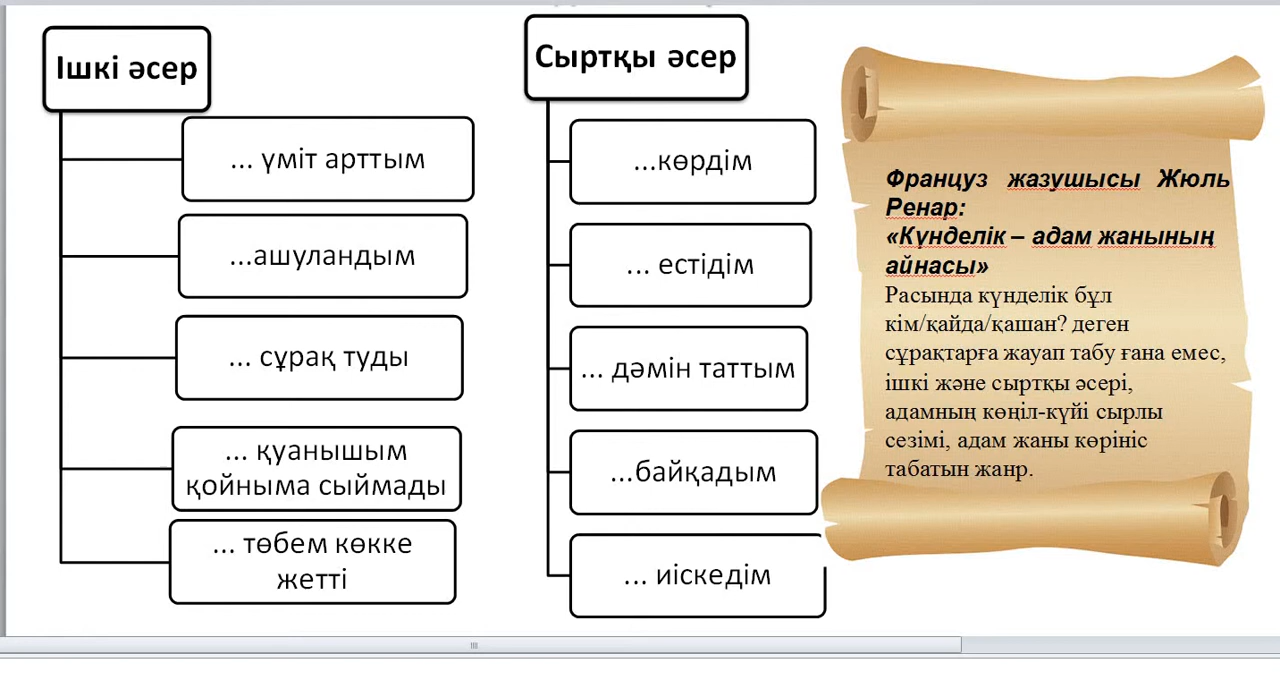 Ішкі әсер
... үміт арттым
...ашуландым
... сұрақ туды
... қуанышым
қойныма сыймады
... төбем көкке
жетті
Сыртқы әсер
...көрдім
... естідім
... дәмін таттым
...байқадым
... иіскедім
Француз жазушысы Жюль
Ренар:
«Күнделік – адам жанының
айнасы»
Расында күнделік бұл
кім/қайда/қашан? деген
сұрақтарға жауап табу ғана емес,
ішкі және сыртқы әсері,
адамның көңіл-күйі сырлы
сезімі, адам жаны көрініс
табатын жанр.